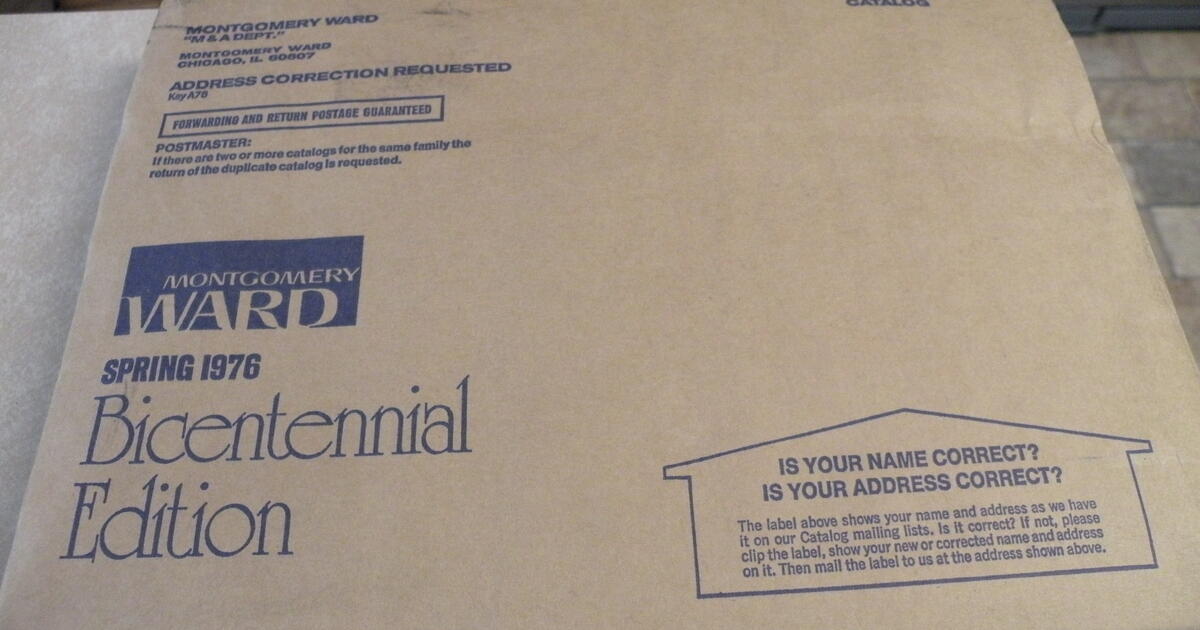 CATALOG
MONTGOMERY WARD
"M & A DEPT."
MONTGOMERY WARD
CHICAGO, IL 60607
ADDRESS CORRECTION REQUESTED
Key A76
FORWARDING AND RETURN POSTAGE GUARANTEED
POSTMASTER:
If there are two or more catalogs for the same family the
return of the duplicate catalog is requested.
MONTGOMERY
WARD
SPRING 1976
Bicentennial
Edition
IS YOUR NAME CORRECT?
IS YOUR ADDRESS CORRECT?
The label above shows your name and address as we have
it on our Catalog mailing lists. Is it correct? If not, please
clip the label, show your new or corrected name and address
on it. Then mail the label to us at the address shown above.